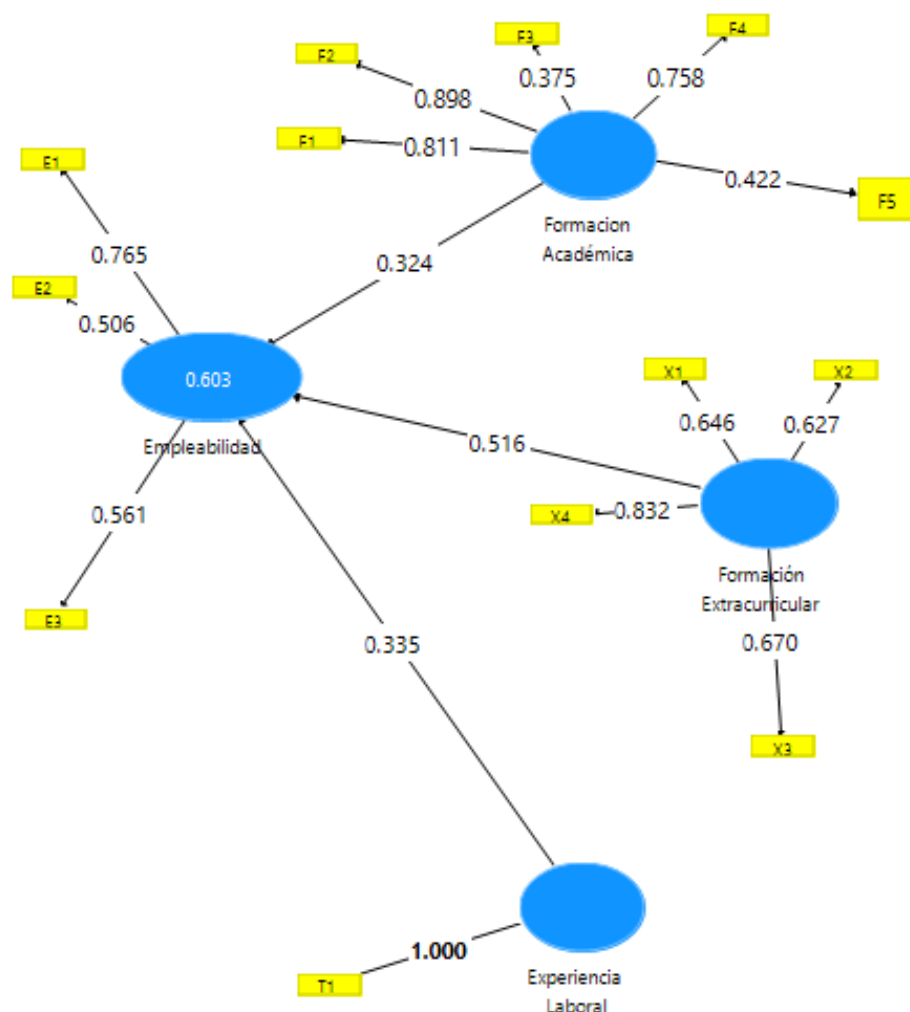 F4
F3
F2
0.375
0.758
0.898
F1
0.811
E1
0.422
F5
Formacion
Académica
0.765
0.324
E2
0.506
0.603
X1
X2
0.646
0.627
Empleabilidad
0.516
0.561
X4
0.832
Formación
Extracurricular
E3
0.335
0.670
X3
1.000
T1
Experiencia
Laboral